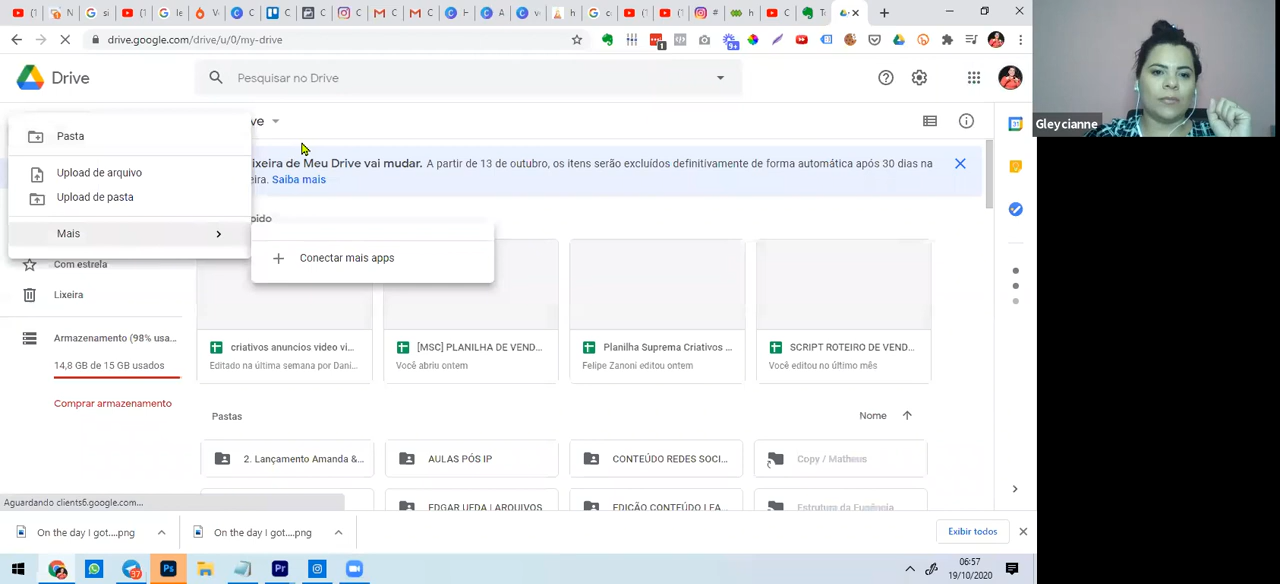 drive.google.com/drive/u/0/my-drive
Drive
Pesquisar no Drive
Gleycianne
Pasta
Upload de arquivo
Upload de pasta
Mais
Conectar mais apps
ixeira de Meu Drive vai mudar. A partir de 13 de outubro, os itens serão excluídos definitivamente de forma automática após 30 dias na
eira. Saiba mais
Com estrela
Lixeira
Armazenamento (98% usa...
14,8 GB de 15 GB usados
Comprar armazenamento
criativos anuncios video vi...
Editado na última semana por Dani...
[MSC] PLANILHA DE VEND...
Você abriu ontem
Planilha Suprema Criativos ...
Felipe Zanoni editou ontem
SCRIPT ROTEIRO DE VEND...
Você editou no último mês
Pastas
Nome
2. Lançamento Amanda &...
AULAS PÓS IP
CONTEÚDO REDES SOCI...
Copy / Matheus
EDGAR UEDA | ARQUIVOS
EDIÇÃO CONTEÚDO | EA...
Estrutura da Eugência
Aguardando clients6.google.com...
On the day I got....png
On the day I got....png
Exibir todos
06:57
19/10/2020